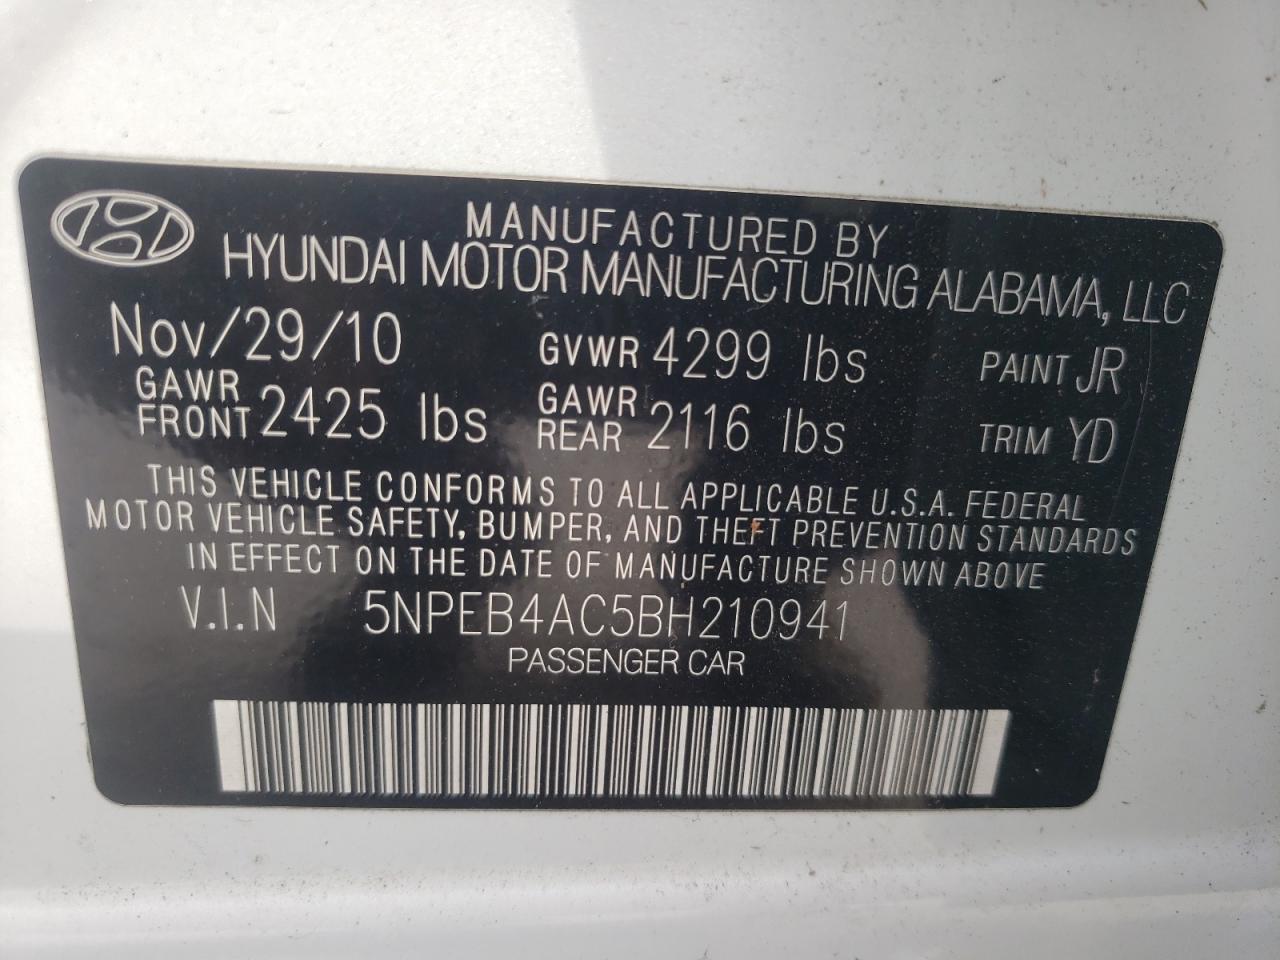 MANUFACTURED BY
HYUNDAI MOTOR MANUFACTURING ALABAMA, LLC
Nov/29/10 GVWR 4299 lbs PAINT JR
GAWR FRONT 2425 lbs GAWR REAR 2116 lbs TRIM YD
THIS VEHICLE CONFORMS TO ALL APPLICABLE U.S.A. FEDERAL
MOTOR VEHICLE SAFETY, BUMPER, AND THEFT PREVENTION STANDARDS
IN EFFECT ON THE DATE OF MANUFACTURE SHOWN ABOVE
V.I.N 5NPEB4AC5BH210941
PASSENGER CAR